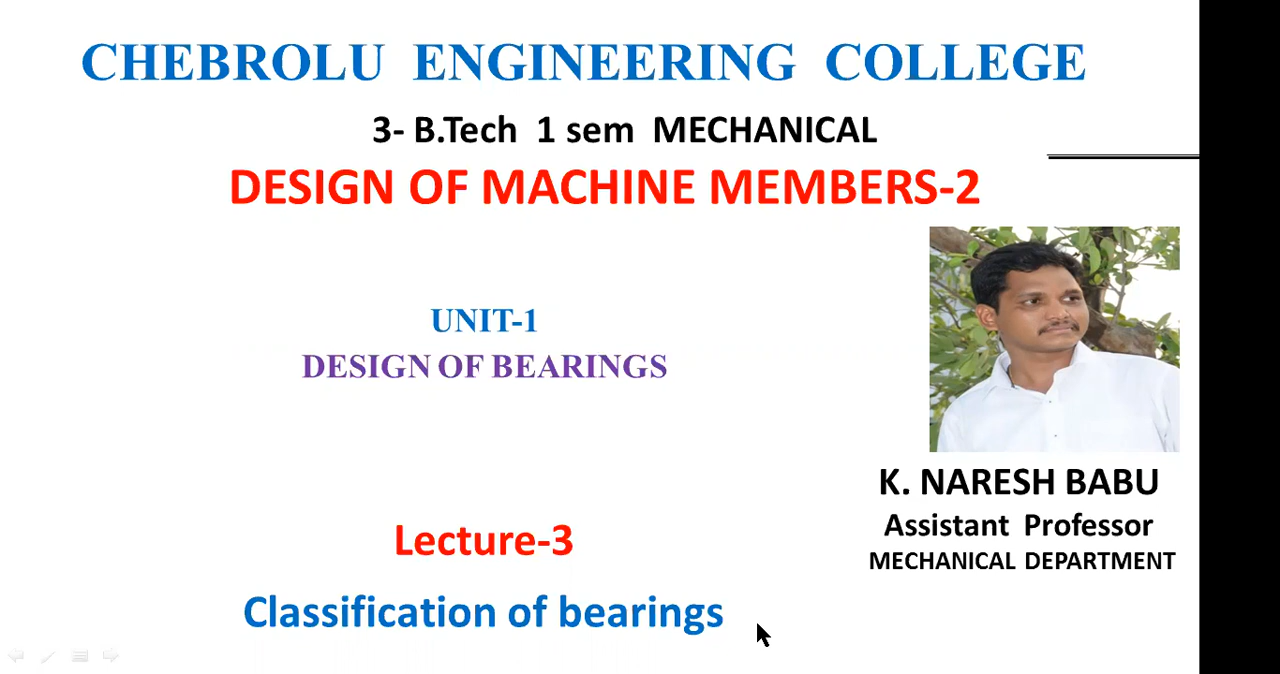 CHEBROLU ENGINEERING COLLEGE
3- B.Tech 1 sem MECHANICAL
DESIGN OF MACHINE MEMBERS-2
UNIT-1
DESIGN OF BEARINGS
K. NARESH BABU
Assistant Professor
MECHANICAL DEPARTMENT
Lecture-3
Classification of bearings